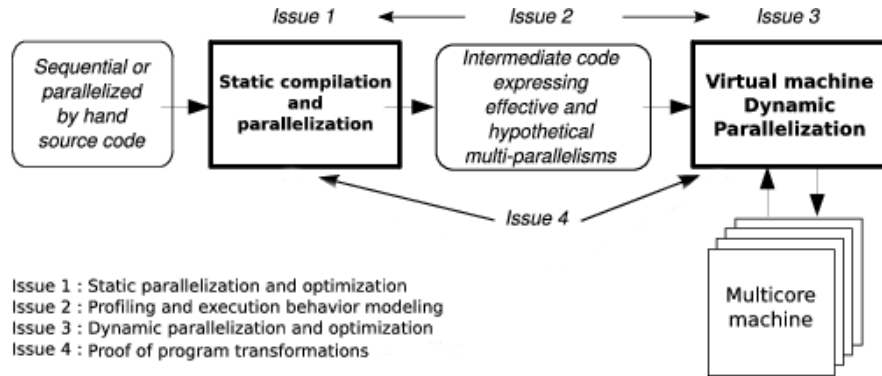 Issue 1
Issue 2
Issue 3
Sequential or
parallelized
by hand
source code
Static compilation
and
parallelization
Intermediate code
expressing
effective and
hypothetical
multi-parallelisms
Virtual machine
Dynamic
Parallelization
Issue 4
Multicore
machine
Issue 1 : Static parallelization and optimization
Issue 2 : Profiling and execution behavior modeling
Issue 3 : Dynamic parallelization and optimization
Issue 4 : Proof of program transformations